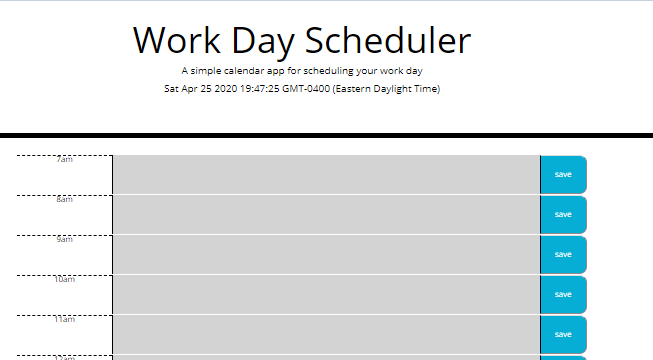 Work Day Scheduler
A simple calendar app for scheduling your work day
Sat Apr 25 2020 19:47:25 GMT-0400 (Eastern Daylight Time)
7am
save
8am
save
9am
save
10am
save
11am
save
12am